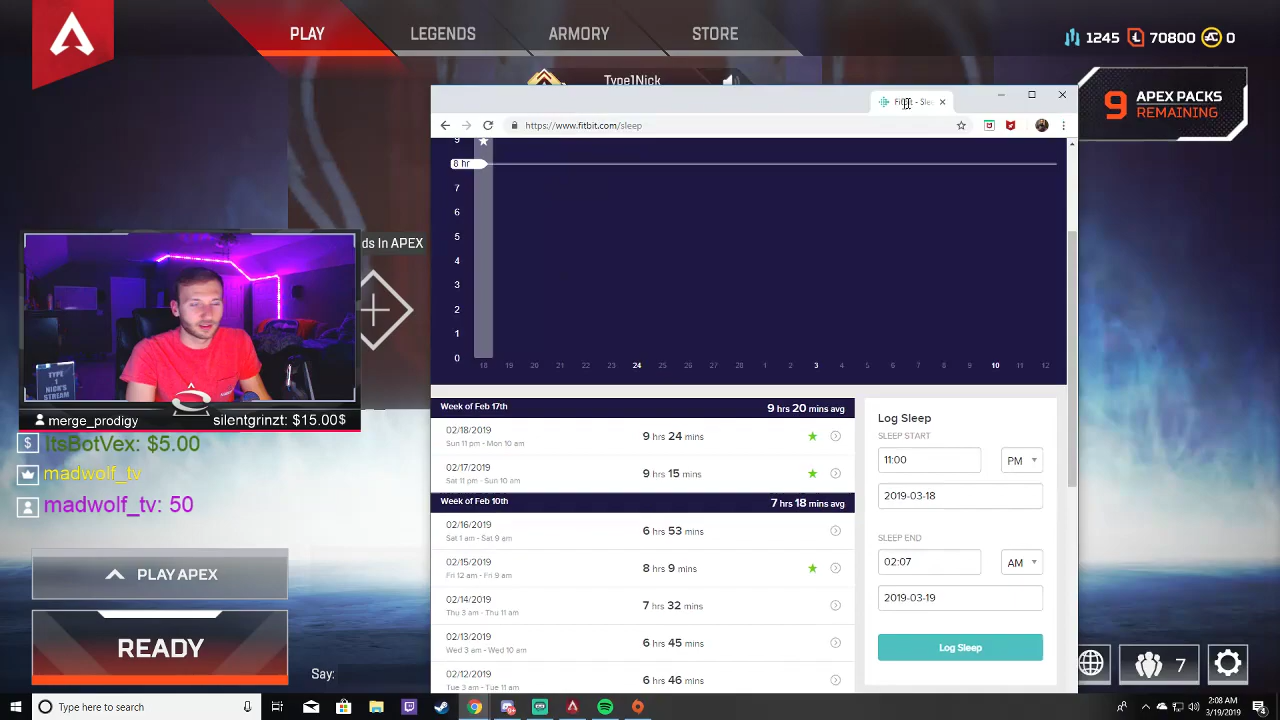 PLAY
LEGENDS
ARMORY
STORE
1245
70800
0
Type1Nick
9 APEX PACKS
REMAINING
Fitbit - Slee
https://www.fitbit.com/sleep
9
8 hr
7
6
5
4
3
2
1
0
18 19 20 21 22 23 24 25 26 27 28 1 2 3 4 5 6 7 8 9 10 11 12
ds In APEX
TYPE 1
NICK'S
STREAM
merge_prodigy
silentgrinzt: $15.00$
$ ItsBotVex: $5.00
madwolf_tv
madwolf_tv: 50
Week of Feb 17th 9 hrs 20 mins avg
02/18/2019
Sun 11 pm - Mon 10 am
9 hrs 24 mins
02/17/2019
Sat 11 pm - Sun 10 am
9 hrs 15 mins
Week of Feb 10th 7 hrs 18 mins avg
02/16/2019
Sat 1 am - Sat 9 am
6 hrs 53 mins
02/15/2019
Fri 12 am - Fri 9 am
8 hrs 9 mins
02/14/2019
Thu 3 am - Thu 11 am
7 hrs 32 mins
02/13/2019
Wed 3 am - Wed 10 am
6 hrs 45 mins
02/12/2019
Tue 3 am - Tue 11 am
6 hrs 46 mins
Log Sleep
SLEEP START
11:00
PM
2019-03-18
SLEEP END
02:07
AM
2019-03-19
Log Sleep
PLAY APEX
READY
Say:
7
Type here to search
2:08 AM
3/19/2019